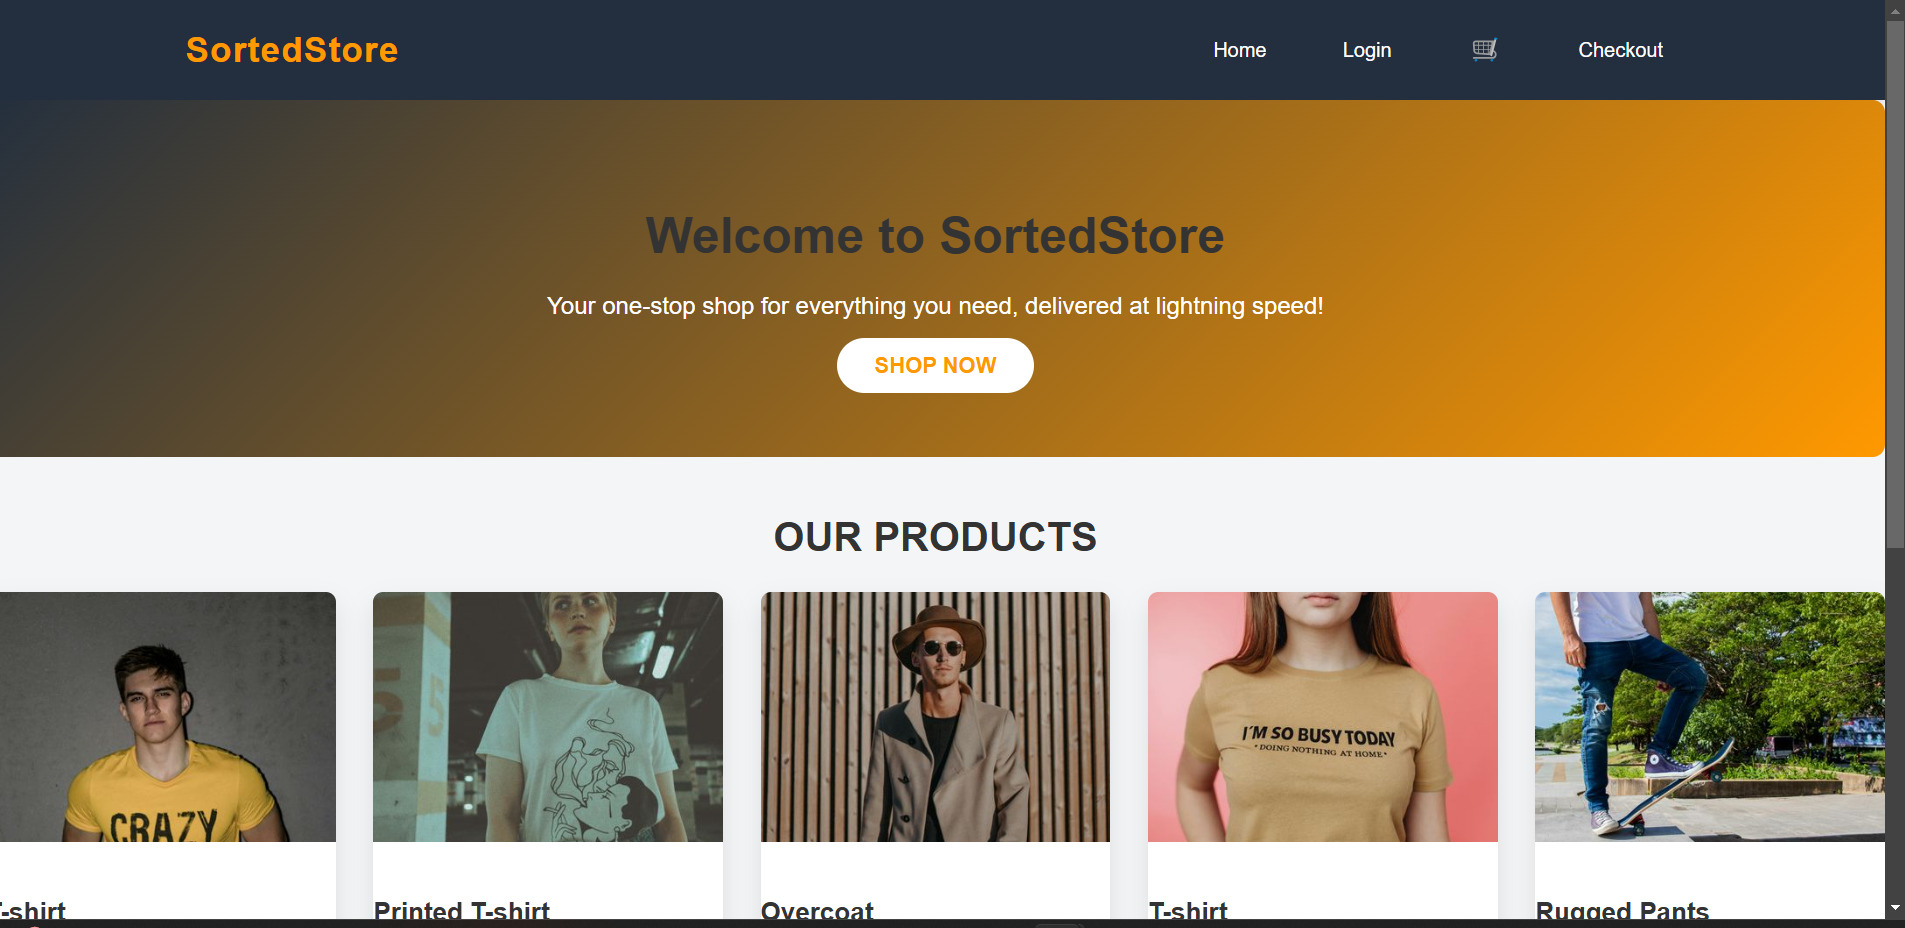 SortedStore
Home Login Checkout
Welcome to SortedStore
Your one-stop shop for everything you need, delivered at lightning speed!
SHOP NOW
OUR PRODUCTS
5 5
CRAZY
I'M SO BUSY TODAY
* DOING NOTHING AT HOME *
T-shirt Printed T-shirt Overcoat T-shirt Rugged Pants